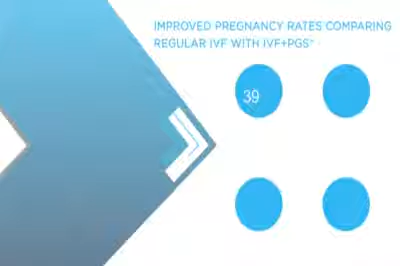 IMPROVED PREGNANCY RATES COMPARING
REGULAR IVF WITH IVF+PGS*
39